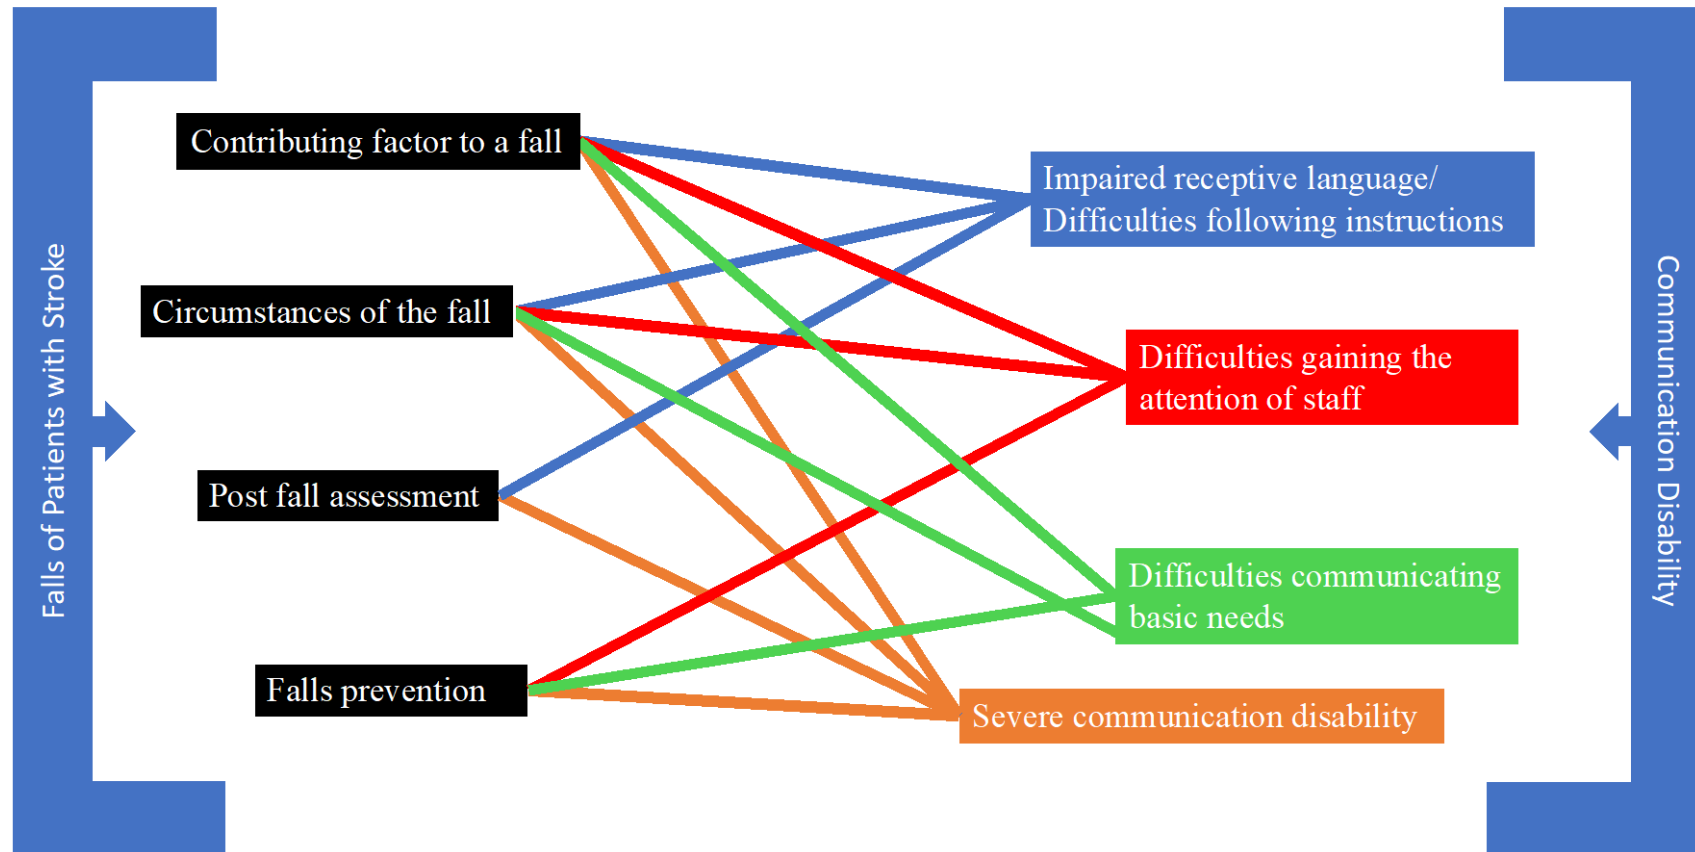 Falls of Patients with Stroke
Contributing factor to a fall
Circumstances of the fall
Post fall assessment
Falls prevention
Impaired receptive language/
Difficulties following instructions
Difficulties gaining the
attention of staff
Difficulties communicating
basic needs
Severe communication disability
Communication Disability